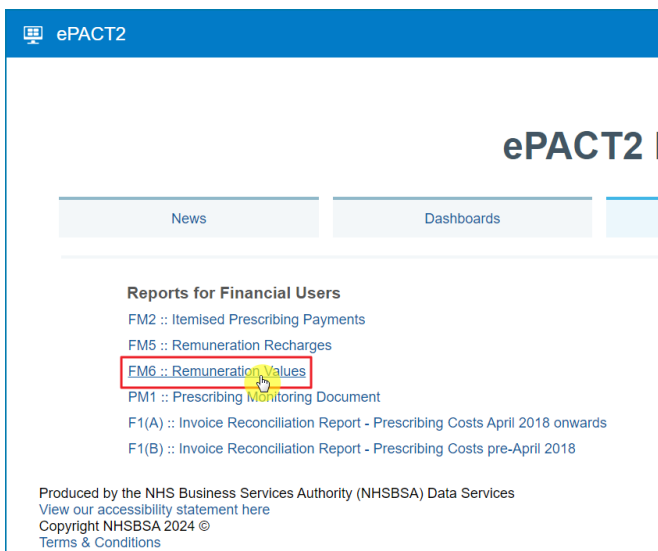 ePACT2
ePACT2
News
Dashboards
Reports for Financial Users
FM2 :: Itemised Prescribing Payments
FM5 :: Remuneration Recharges
FM6 :: Remuneration Values
PM1 :: Prescribing Monitoring Document
F1(A) :: Invoice Reconciliation Report - Prescribing Costs April 2018 onwards
F1(B) :: Invoice Reconciliation Report - Prescribing Costs pre-April 2018
Produced by the NHS Business Services Authority (NHSBSA) Data Services
View our accessibility statement here
Copyright NHSBSA 2024 ©
Terms & Conditions